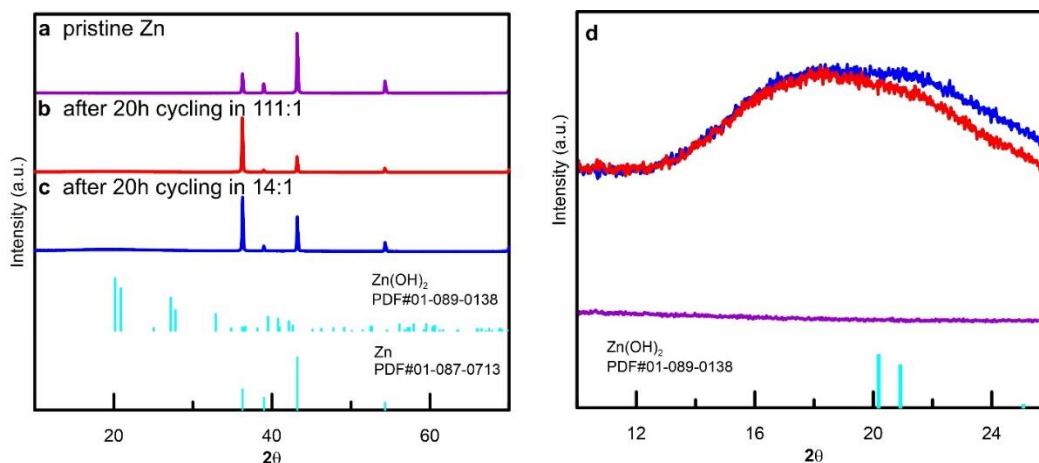 a pristine Zn
b after 20h cycling in 111:1
c after 20h cycling in 14:1
Zn(OH)₂
PDF#01-089-0138
Zn
PDF#01-087-0713
Intensity (a.u.)
20 40 60
2θ
d
Zn(OH)₂
PDF#01-089-0138
Intensity (a.u.)
12 16 20 24
2θ